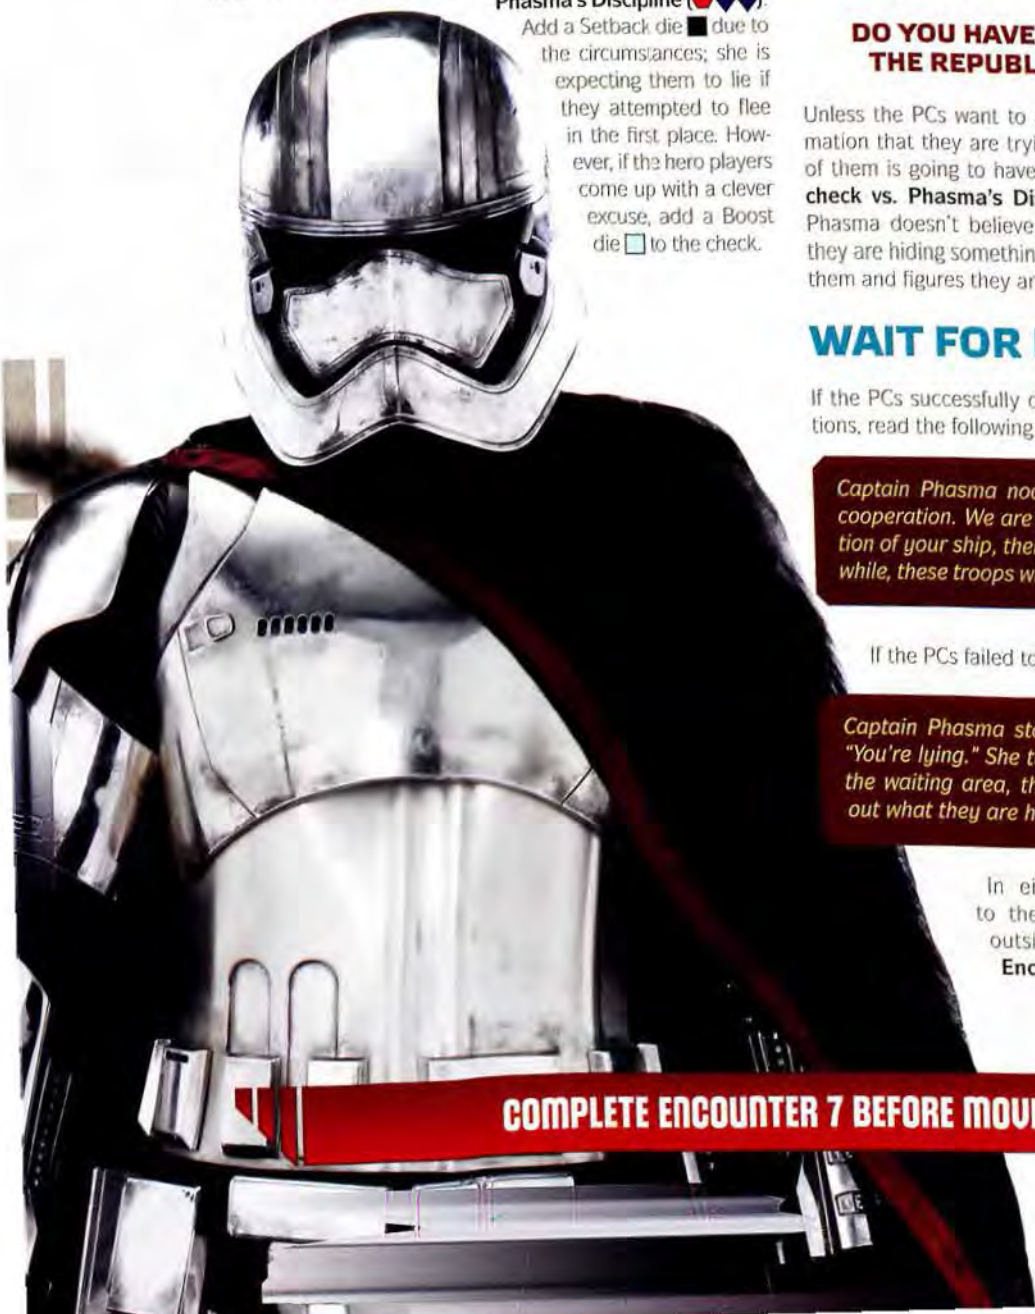 Phasma's Discipline
Add a Setback die due to
the circumstances; she is
expecting them to lie if
they attempted to flee
in the first place. How-
ever, if the hero players
come up with a clever
excuse, add a Boost
die to the check.
DO YOU HAVE
THE REPUBL
Unless the PCs want to
mation that they are tryi
of them is going to have
check vs. Phasma's Di
Phasma doesn't believe
they are hiding somethin
them and figures they ar
WAIT FOR
If the PCs successfully
tions, read the following
Captain Phasma no
cooperation. We are
tion of your ship, the
while, these troops w
If the PCs failed to
Captain Phasma st
"You're lying." She t
the waiting area, th
out what they are h
In ei
to the
outsi
Enc
COMPLETE ENCOUNTER 7 BEFORE MOV